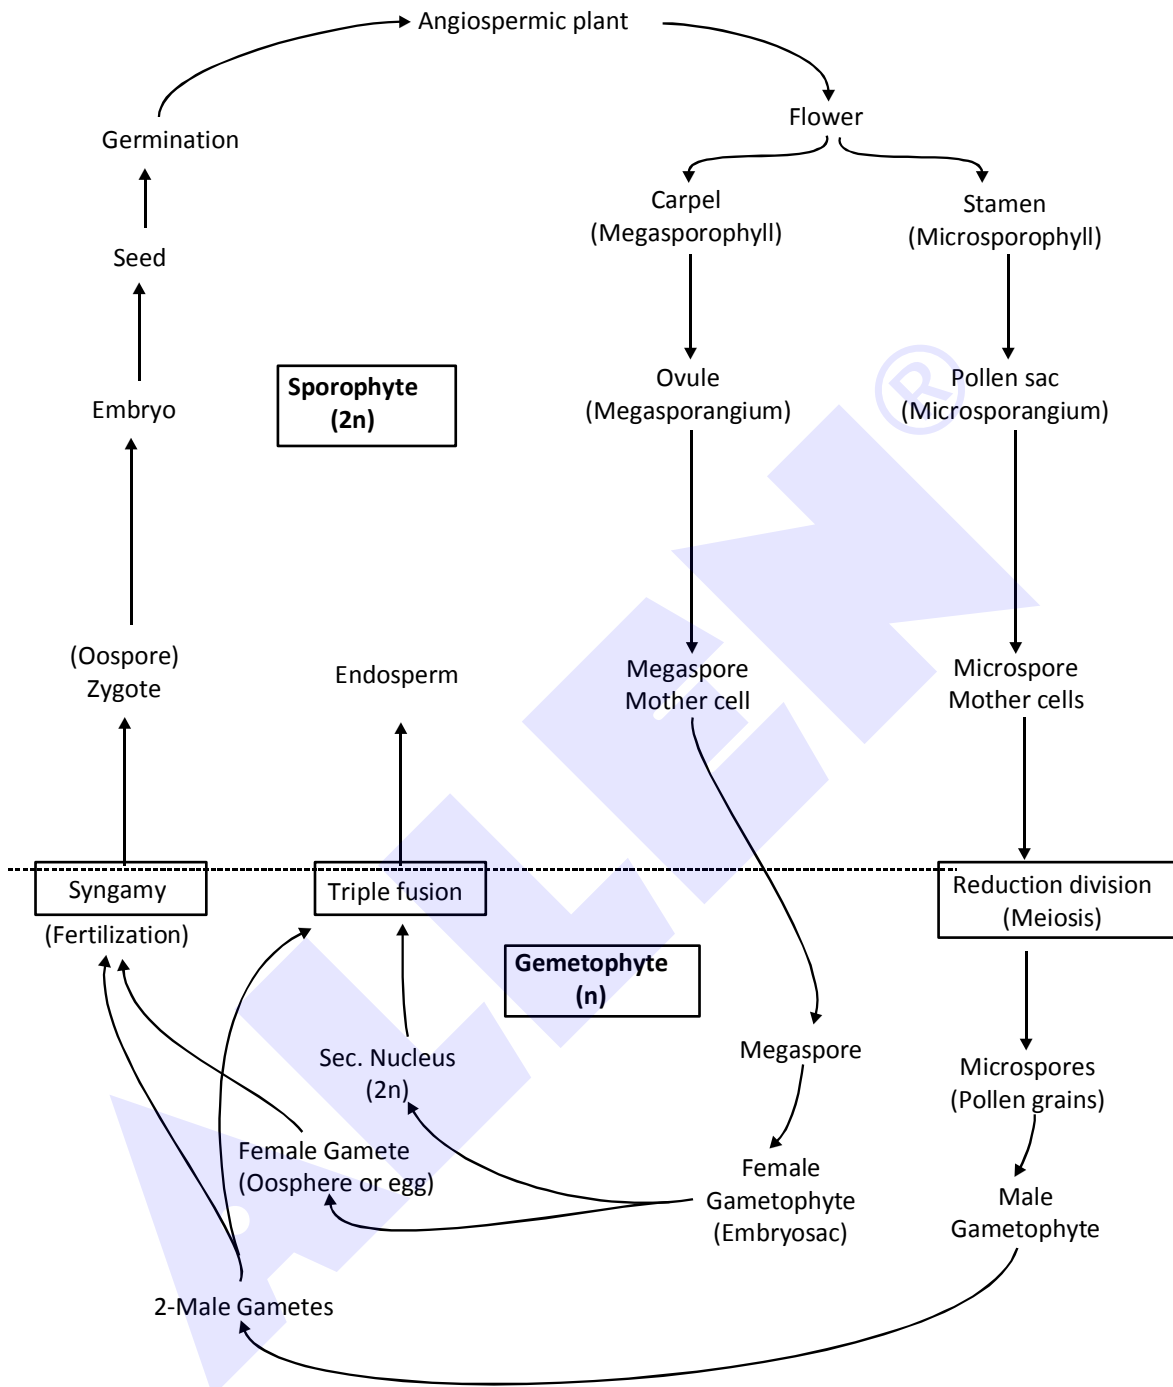 Angiospermic plant
Flower
Germination
Carpel
(Megasporophyll)
Stamen
(Microsporophyll)
Seed
Sporophyte
(2n)
Ovule
(Megasporangium)
Pollen sac
(Microsporangium)
Embryo
(Oospore)
Zygote
Endosperm
Megaspore
Mother cell
Microspore
Mother cells
Syngamy
(Fertilization)
Triple fusion
Reduction division
(Meiosis)
Gemetophyte
(n)
Sec. Nucleus
(2n)
Megaspore
Microspores
(Pollen grains)
Female Gamete
(Oosphere or egg)
Female
Gametophyte
(Embryosac)
Male
Gametophyte
2-Male Gametes
ALLEN®